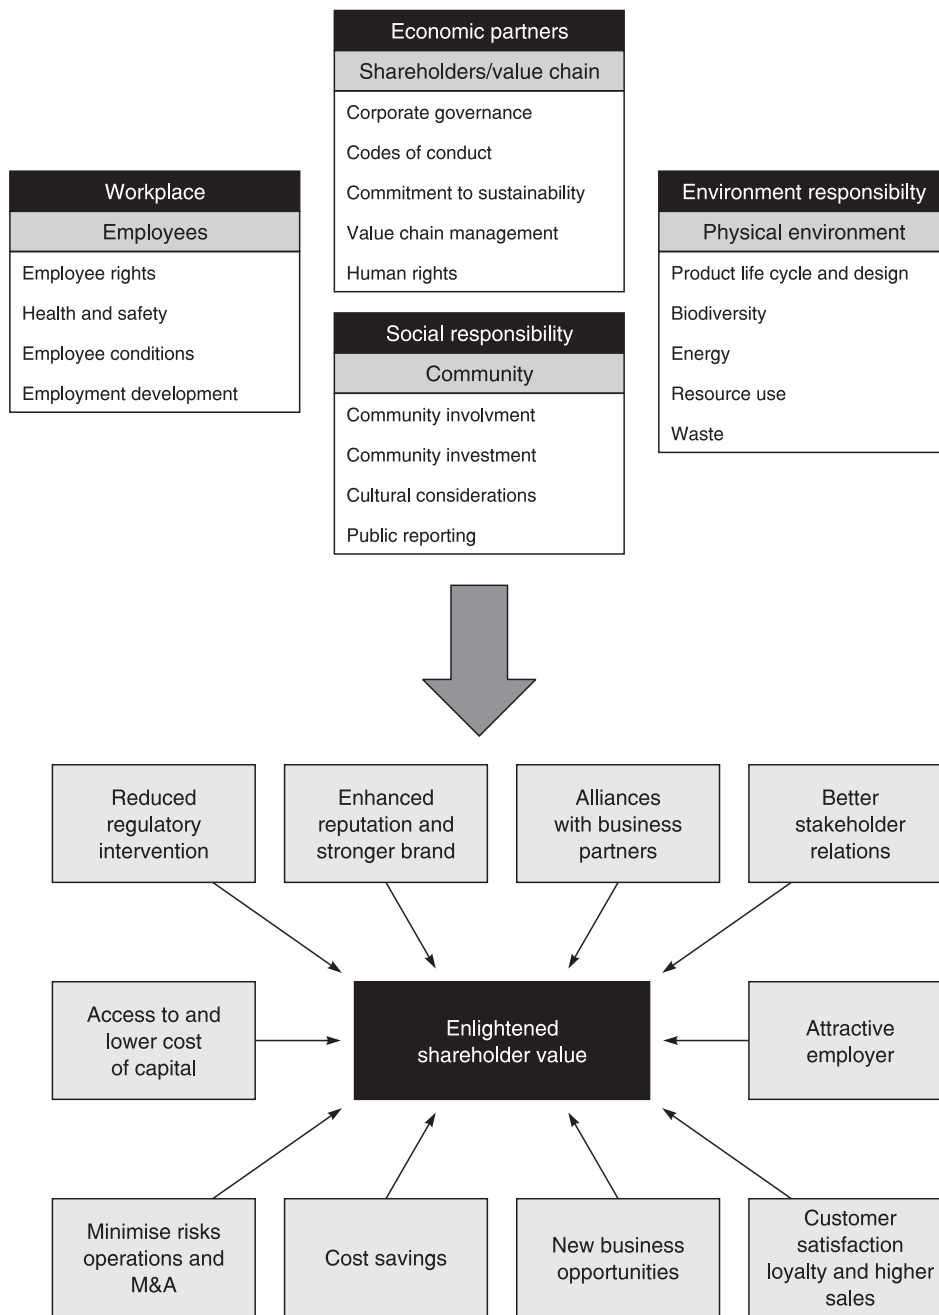 Economic partners
Shareholders/value chain
Corporate governance
Codes of conduct
Commitment to sustainability
Value chain management
Human rights
Workplace
Employees
Employee rights
Health and safety
Employee conditions
Employment development
Environment responsibilty
Physical environment
Product life cycle and design
Biodiversity
Energy
Resource use
Waste
Social responsibility
Community
Community involvment
Community investment
Cultural considerations
Public reporting
Reduced
regulatory
intervention
Enhanced
reputation and
stronger brand
Alliances
with business
partners
Better
stakeholder
relations
Access to and
lower cost
of capital
Enlightened
shareholder value
Attractive
employer
Minimise risks
operations and
M&A
Cost savings
New business
opportunities
Customer
satisfaction
loyalty and higher
sales